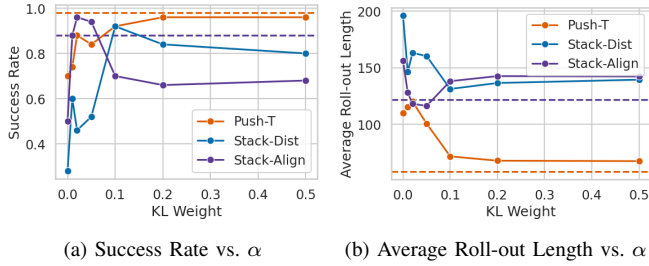 1.0
0.8
0.6
0.4
Success Rate
0.0 0.1 0.2 0.3 0.4 0.5
KL Weight
Push-T
Stack-Dist
Stack-Align
(a) Success Rate vs. α
200
150
100
Average Roll-out Length
0.0 0.1 0.2 0.3 0.4 0.5
KL Weight
Push-T
Stack-Dist
Stack-Align
(b) Average Roll-out Length vs. α